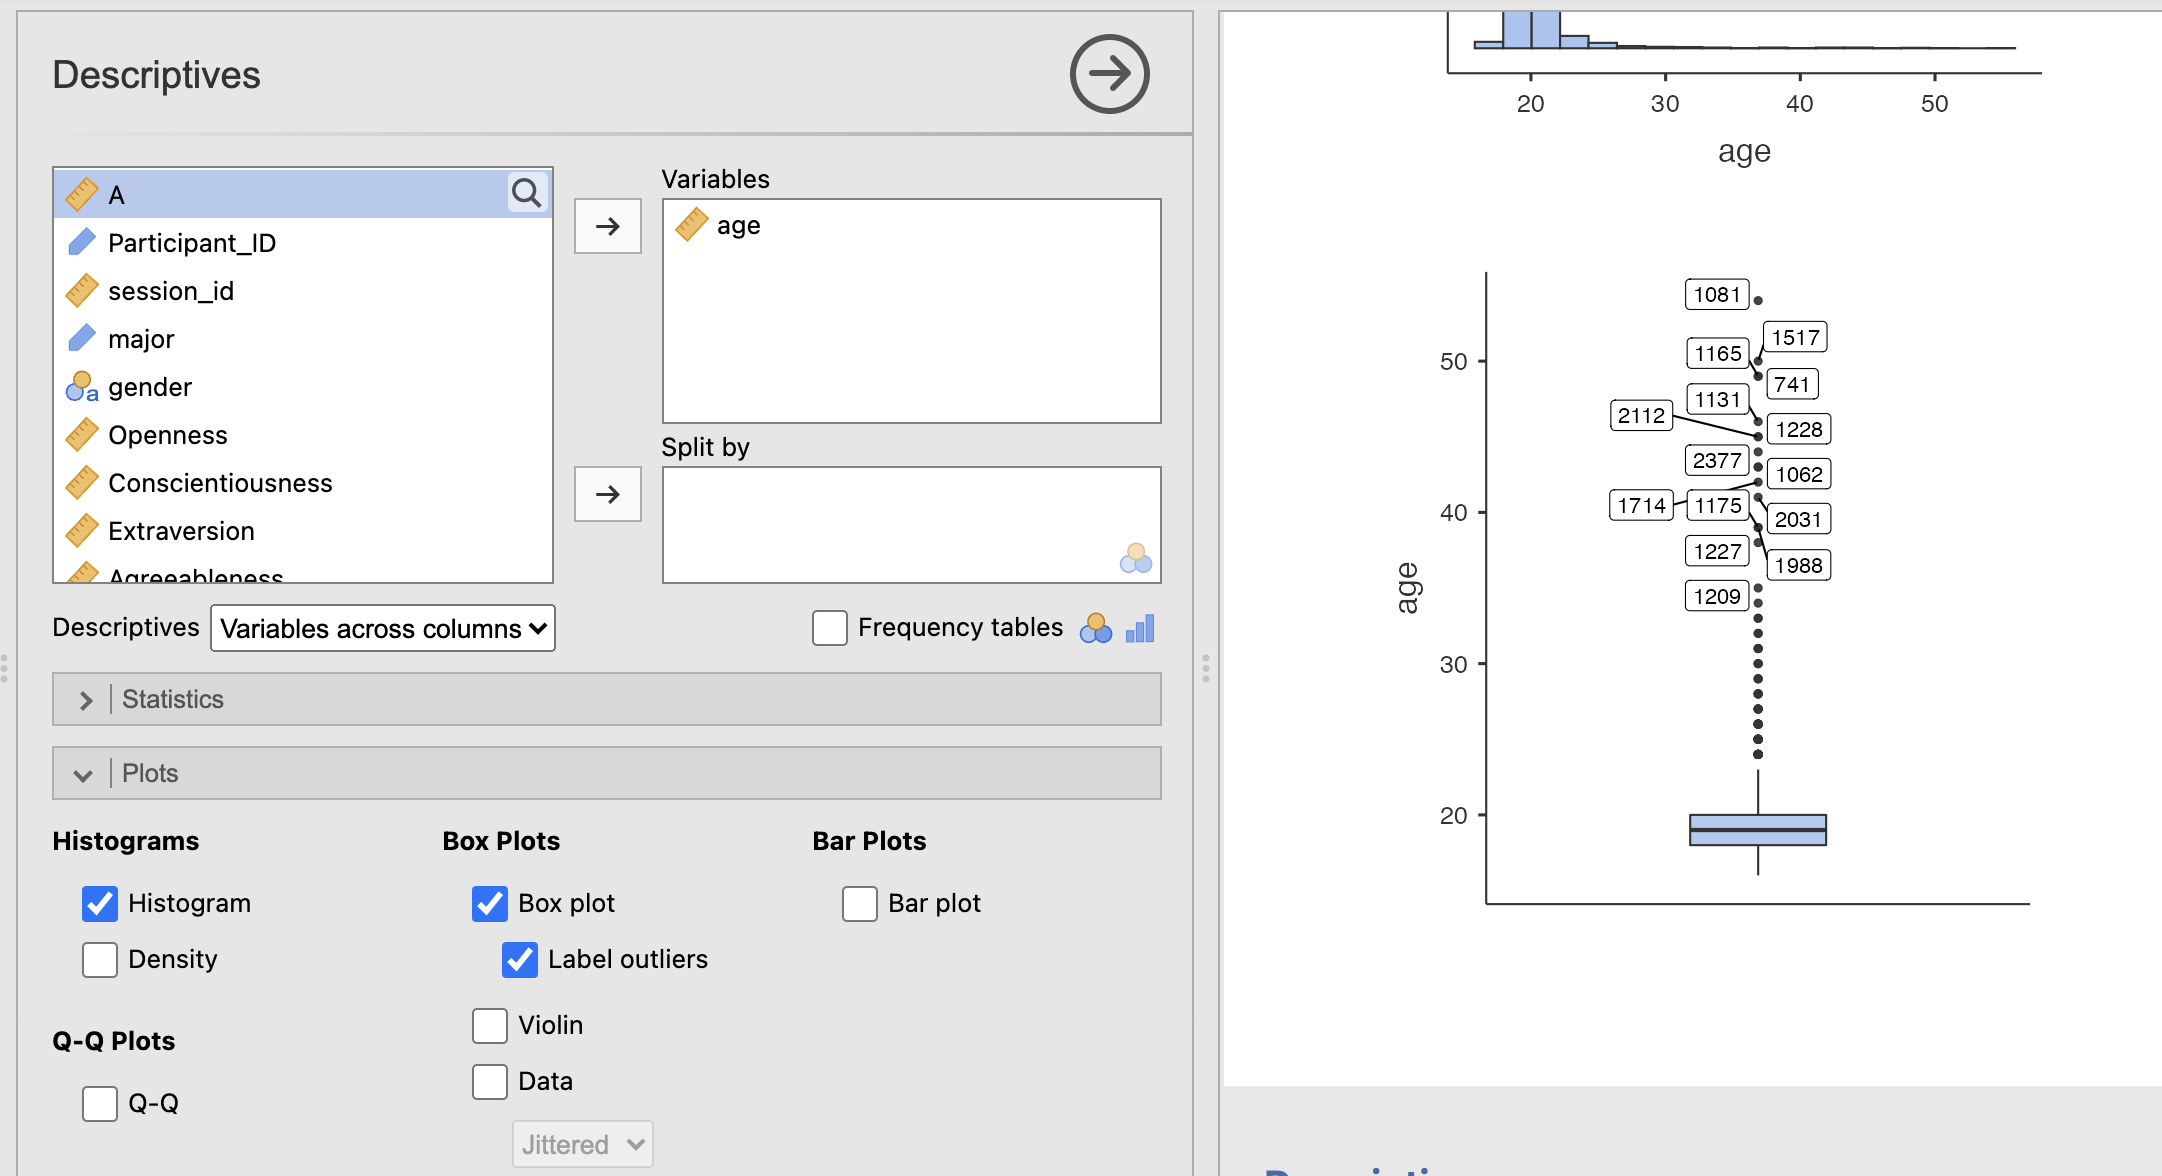 Descriptives
A
Participant_ID
session_id
major
gender
Openness
Conscientiousness
Extraversion
Agreeableness
Variables
age
Split by
Descriptives
Variables across columns
Frequency tables
Statistics
Plots
Histograms
Histogram
Density
Q-Q Plots
Q-Q
Box Plots
Box plot
Label outliers
Violin
Data
Jittered
Bar Plots
Bar plot
20 30 40 50
age
1081
1517
1165
741
1131
2112
1228
2377
1062
1714
1175
2031
1227
1988
1209
50
40
30
20
age